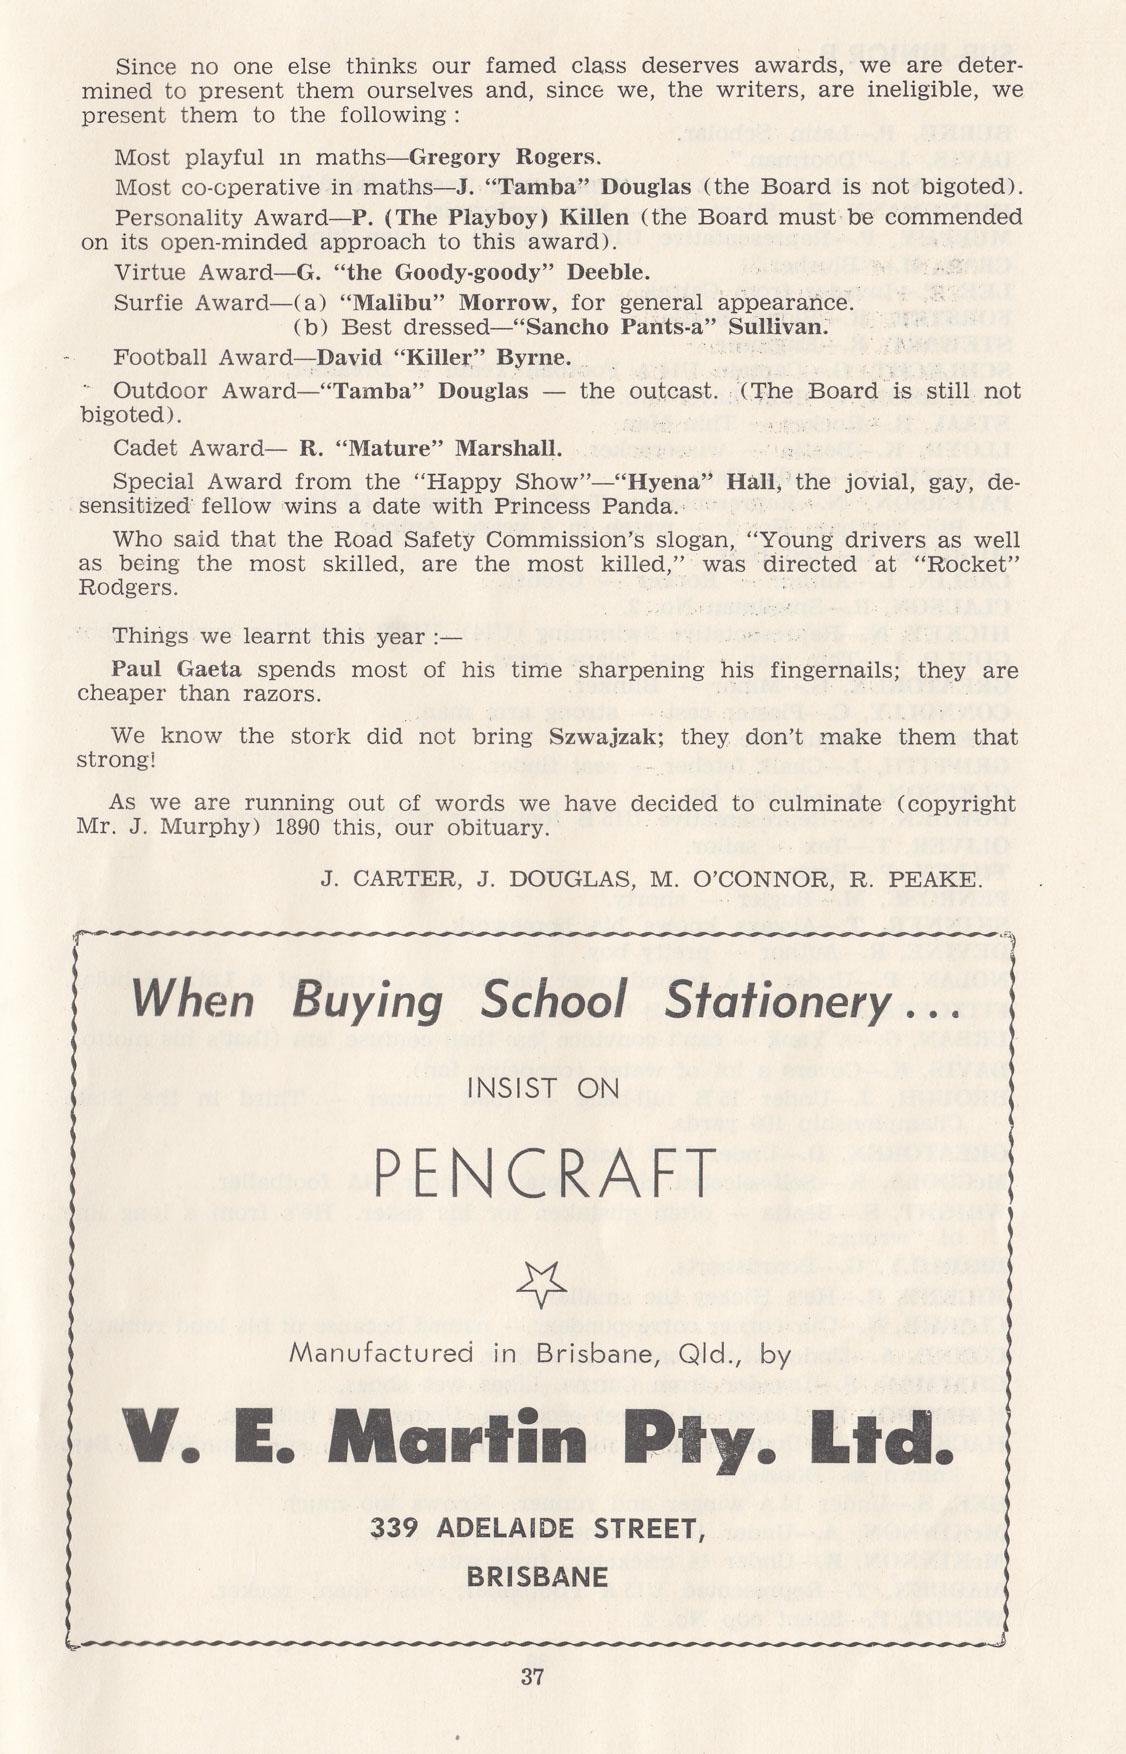 Since no one else thinks our famed class deserves awards, we are deter-
mined to present them ourselves and, since we, the writers, are ineligible, we
present them to the following :
Most playful in maths—Gregory Rogers.
Most co-operative in maths—J. “Tamba” Douglas (the Board is not bigoted).
Personality Award—P. (The Playboy) Killen (the Board must be commended
on its open-minded approach to this award).
Virtue Award—G. “the Goody-goody” Deeble.
Surfie Award—(a) “Malibu” Morrow, for general appearance.
(b) Best dressed—“Sancho Pants-a” Sullivan.
Football Award—David “Killer” Byrne.
Outdoor Award—“Tamba” Douglas — the outcast. (The Board is still not
bigoted).
Cadet Award— R. “Mature” Marshall.
Special Award from the “Happy Show”—“Hyena” Hall, the jovial, gay, de-
sensitized fellow wins a date with Princess Panda.
Who said that the Road Safety Commission’s slogan, “Young drivers as well
as being the most skilled, are the most killed,” was directed at “Rocket”
Rodgers.
Things we learnt this year :—
Paul Gaeta spends most of his time sharpening his fingernails; they are
cheaper than razors.
We know the stork did not bring Szwajzak; they don’t make them that
strong!
As we are running out of words we have decided to culminate (copyright
Mr. J. Murphy) 1890 this, our obituary.
J. CARTER, J. DOUGLAS, M. O’CONNOR, R. PEAKE.
When Buying School Stationery...
INSIST ON
PENCRAFT
Manufactured in Brisbane, Qld., by
V. E. Martin Pty. Ltd.
339 ADELAIDE STREET,
BRISBANE
37